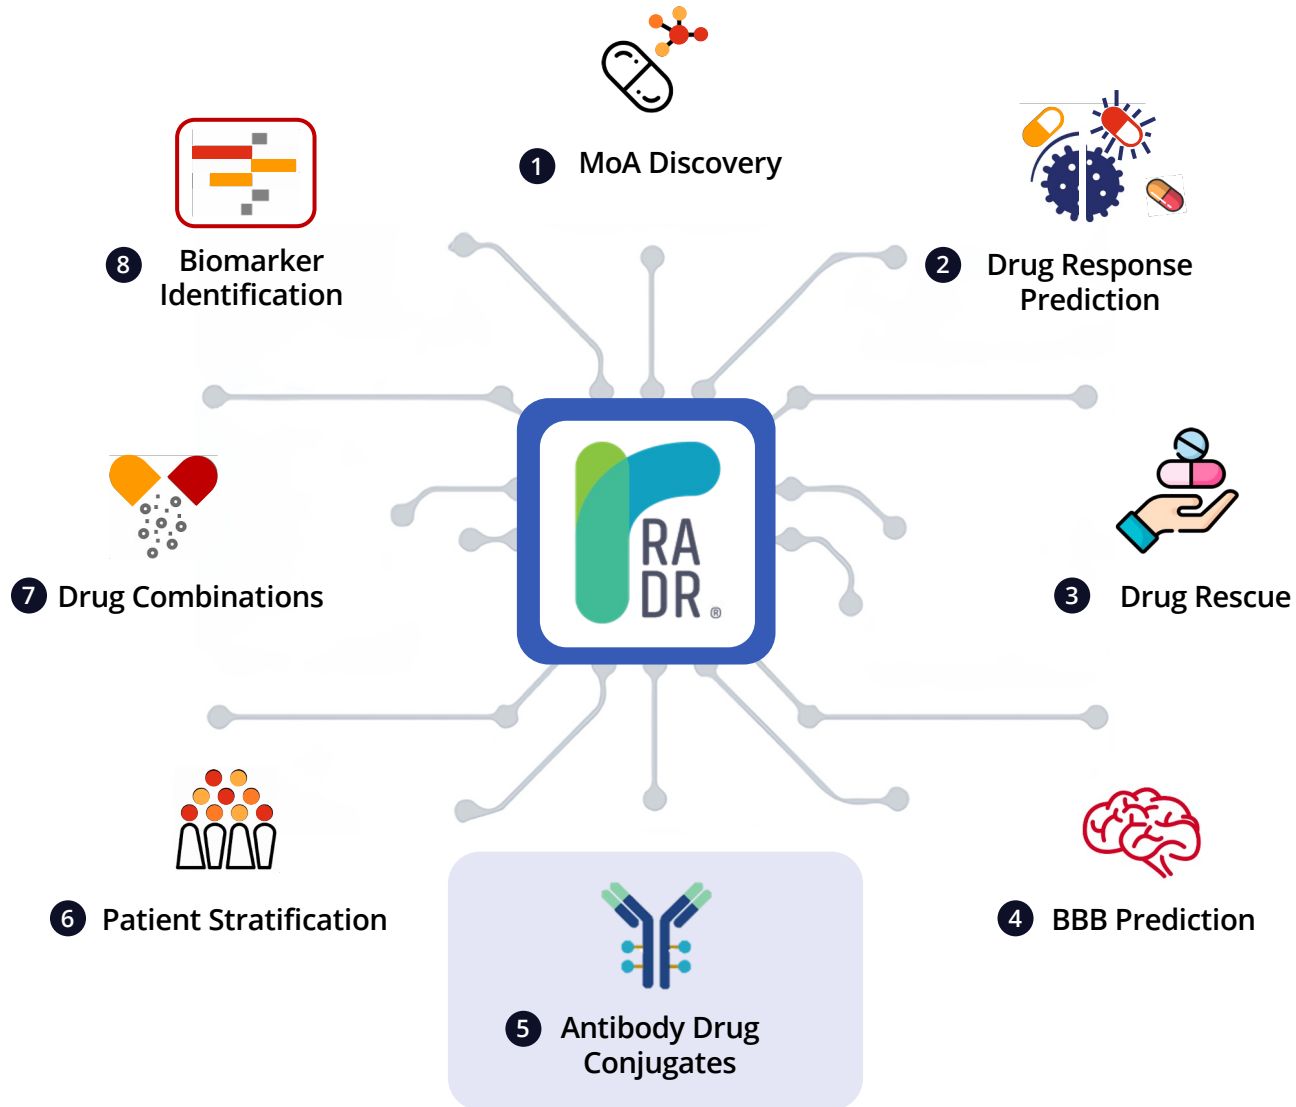 1 MoA Discovery
2 Drug Response
Prediction
3 Drug Rescue
4 BBB Prediction
5 Antibody Drug
Conjugates
6 Patient Stratification
7 Drug Combinations
8 Biomarker
Identification
RA
DR ®